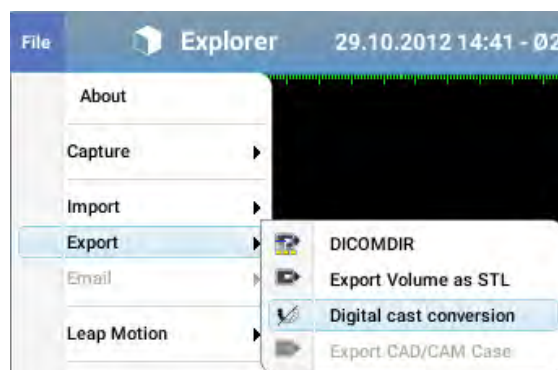 File Explorer 29.10.2012 14:41 - Ø2
About
Capture
Import
Export
DICOMDIR
Email
Export Volume as STL
Digital cast conversion
Leap Motion
Export CAD/CAM Case